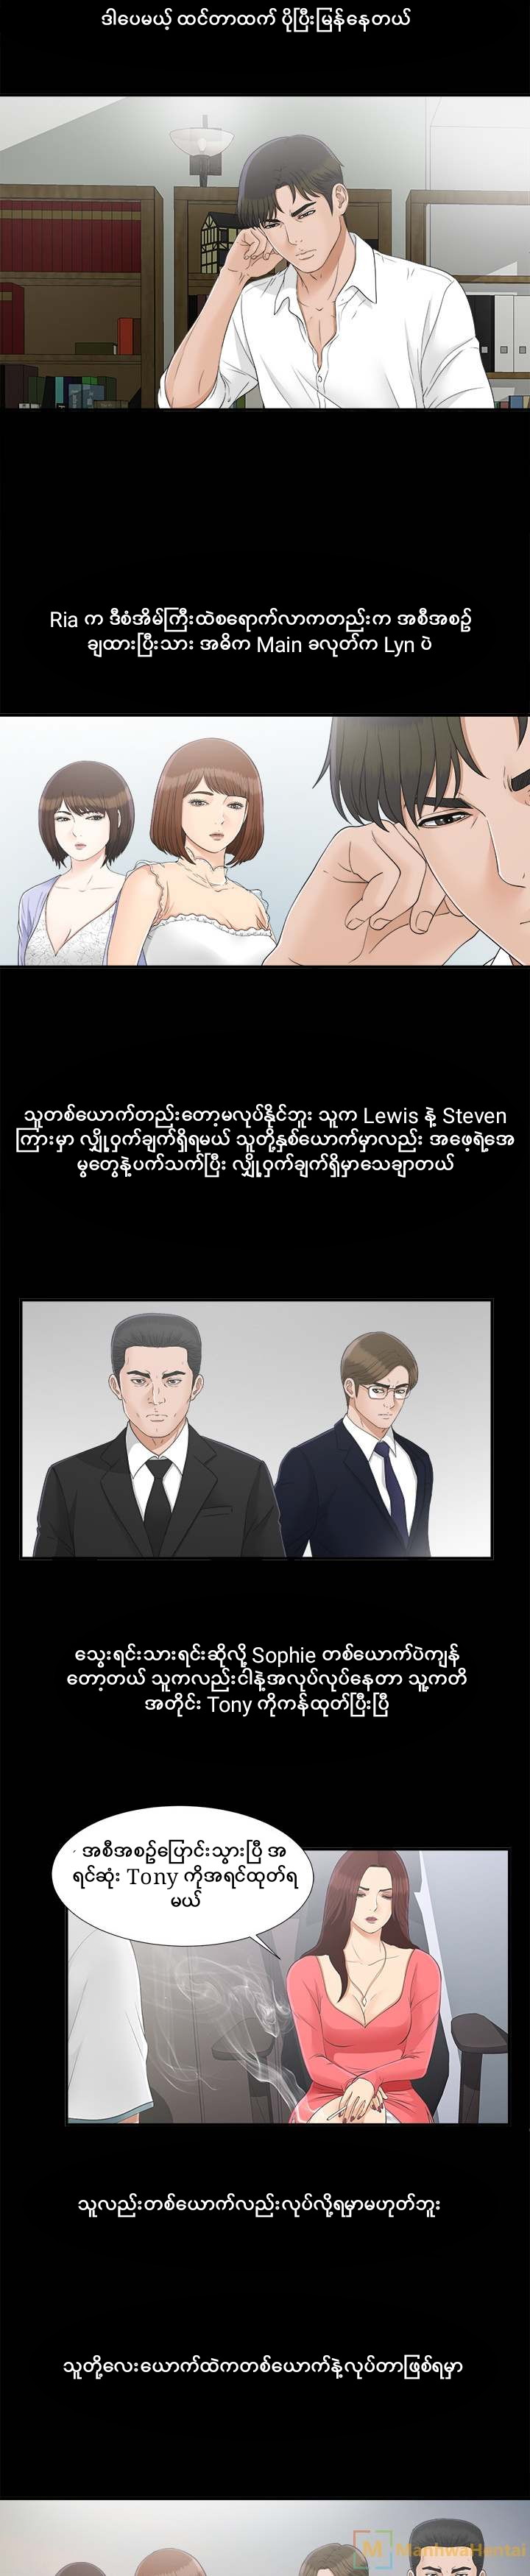 ဒါပေမယ့် ထင်တာထက် ပိုပြီးမြန်နေတယ်
Ria က ဒီစံအိမ်ကြီးထဲစရောက်လာကတည်းက အစီအစဉ်
ချထားပြီးသား အဓိက Main ခလုတ်က Lyn ပဲ
သူတစ်ယောက်တည်းတော့မလုပ်နိုင်ဘူး သူက Lewis နဲ့ Steven
ကြားမှာ လျှို့ဝှက်ချက်ရှိရမယ် သူတို့နှစ်ယောက်မှာလည်း အဖေ့ရဲ့အေ
မွတွေနဲ့ပက်သက်ပြီး လျှို့ဝှက်ချက်ရှိမှာသေချာတယ်
သွေးရင်းသားရင်းဆိုလို့ Sophie တစ်ယောက်ပဲကျန်
တော့တယ် သူကလည်းငါနဲ့အလုပ်လုပ်နေတာ သူ့ကတိ
အတိုင်း Tony ကိုကန်ထုတ်ပြီးပြီ
အစီအစဉ်ပြောင်းသွားပြီ အ
ရင်ဆုံး Tony ကိုအရင်ထုတ်ရ
မယ်
သူလည်းတစ်ယောက်လည်းလုပ်လို့ရမှာမဟုတ်ဘူး
သူတို့လေးယောက်ထဲကတစ်ယောက်နဲ့လုပ်တာဖြစ်ရမှာ
M ManhwaHentai